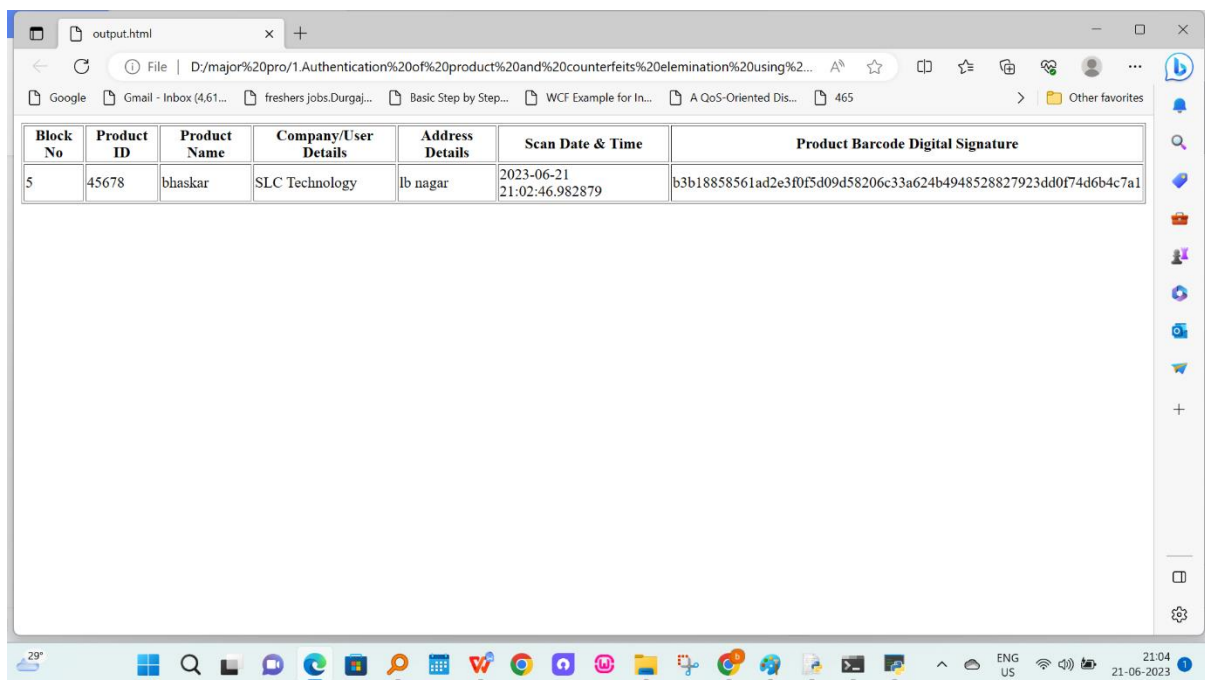 output.html
File | D:/major%20pro/1.Authentication%20of%20product%20and%20counterfeits%20elemination%20using%2...
Google Gmail - Inbox (4,61... freshers jobs.Durgaj... Basic Step by Step... WCF Example for In... A QoS-Oriented Dis... 465 Other favorites
Block No Product ID Product Name Company/User Details Address Details Scan Date & Time Product Barcode Digital Signature
5 45678 bhaskar SLC Technology lb nagar 2023-06-21 21:02:46.982879 b3b18858561ad2e3f0f5d09d58206c33a624b4948528827923dd0f74d6b4c7a1
29° ENG US 21:04 21-06-2023 1